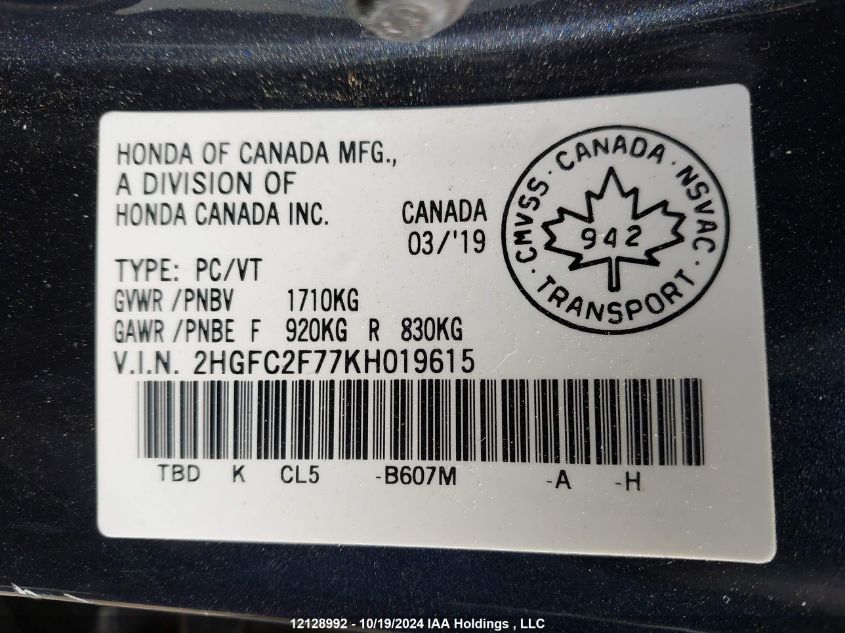 HONDA OF CANADA MFG.,
A DIVISION OF
HONDA CANADA INC.
CANADA
03/'19
TYPE: PC/VT
GVWR /PNBV 1710KG
GAWR /PNBE F 920KG R 830KG
V.I.N. 2HGFC2F77KH019615
TBD K CL5 -B607M -A -H
CMVSS · CANADA · NSVAC ·
942
TRANSPORT
12128992 - 10/19/2024 IAA Holdings , LLC